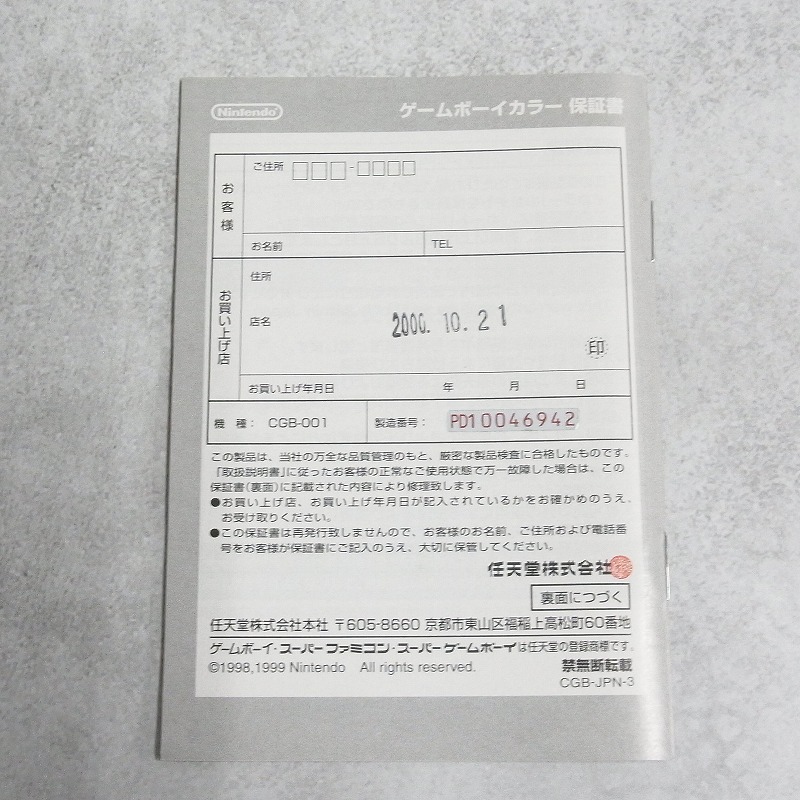 Nintendo
ゲームボーイカラー 保証書
お客様
ご住所 □□□-□□□□
お名前
TEL
お買い上げ店
住所
店名
2000. 10. 21
印
お買い上げ年月日 年 月 日
機 種： CGB-001 製造番号： PD10046942
この製品は、当社の万全な品質管理のもと、厳密な製品検査に合格したものです。
「取扱説明書」に従ったお客様の正常なご使用状態で万一故障した場合は、この
保証書(裏面)に記載された内容により修理致します。
●お買い上げ店、お買い上げ年月日が記入されているかをお確かめのうえ、
お受け取りください。
●この保証書は再発行致しませんので、お客様のお名前、ご住所および電話番
号をお客様が保証書にご記入のうえ、大切に保管してください。
任天堂株式会社
裏面につづく
任天堂株式会社本社 〒605-8660 京都市東山区福稲上高松町60番地
ゲームボーイ・スーパーファミコン・スーパーゲームボーイは任天堂の登録商標です。
©1998,1999 Nintendo All rights reserved.
禁無断転載
CGB-JPN-3